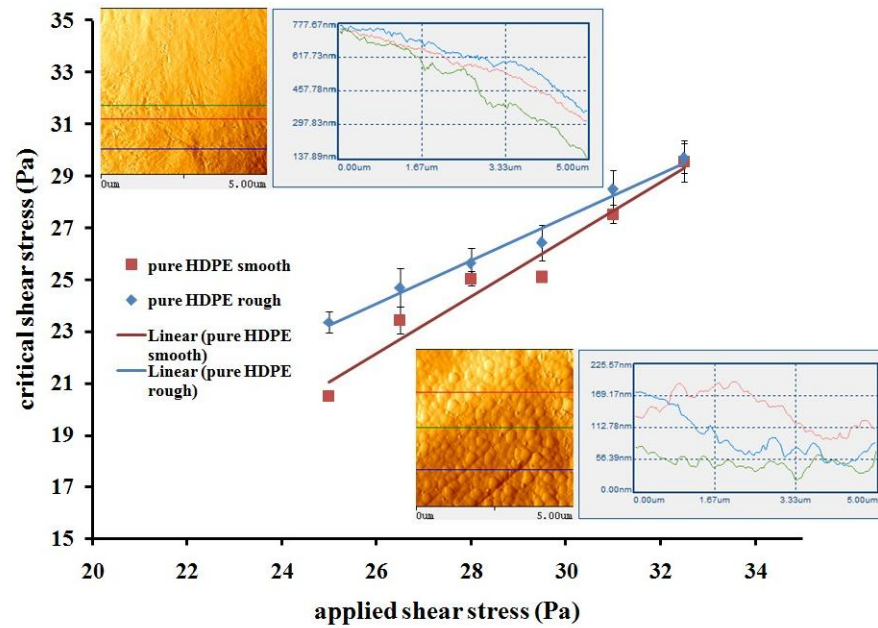 critical shear stress (Pa)
35
33
31
29
27
25
23
21
19
17
15
0um 5.00um
777.67nm
617.73nm
457.78nm
297.83nm
137.89nm
0.00um 1.67um 3.33um 5.00um
pure HDPE smooth
pure HDPE rough
Linear (pure HDPE
smooth)
Linear (pure HDPE
rough)
0um 5.00um
225.57nm
169.17nm
112.78nm
56.39nm
0.00nm
0.00um 1.67um 3.33um 5.00um
20 22 24 26 28 30 32 34
applied shear stress (Pa)